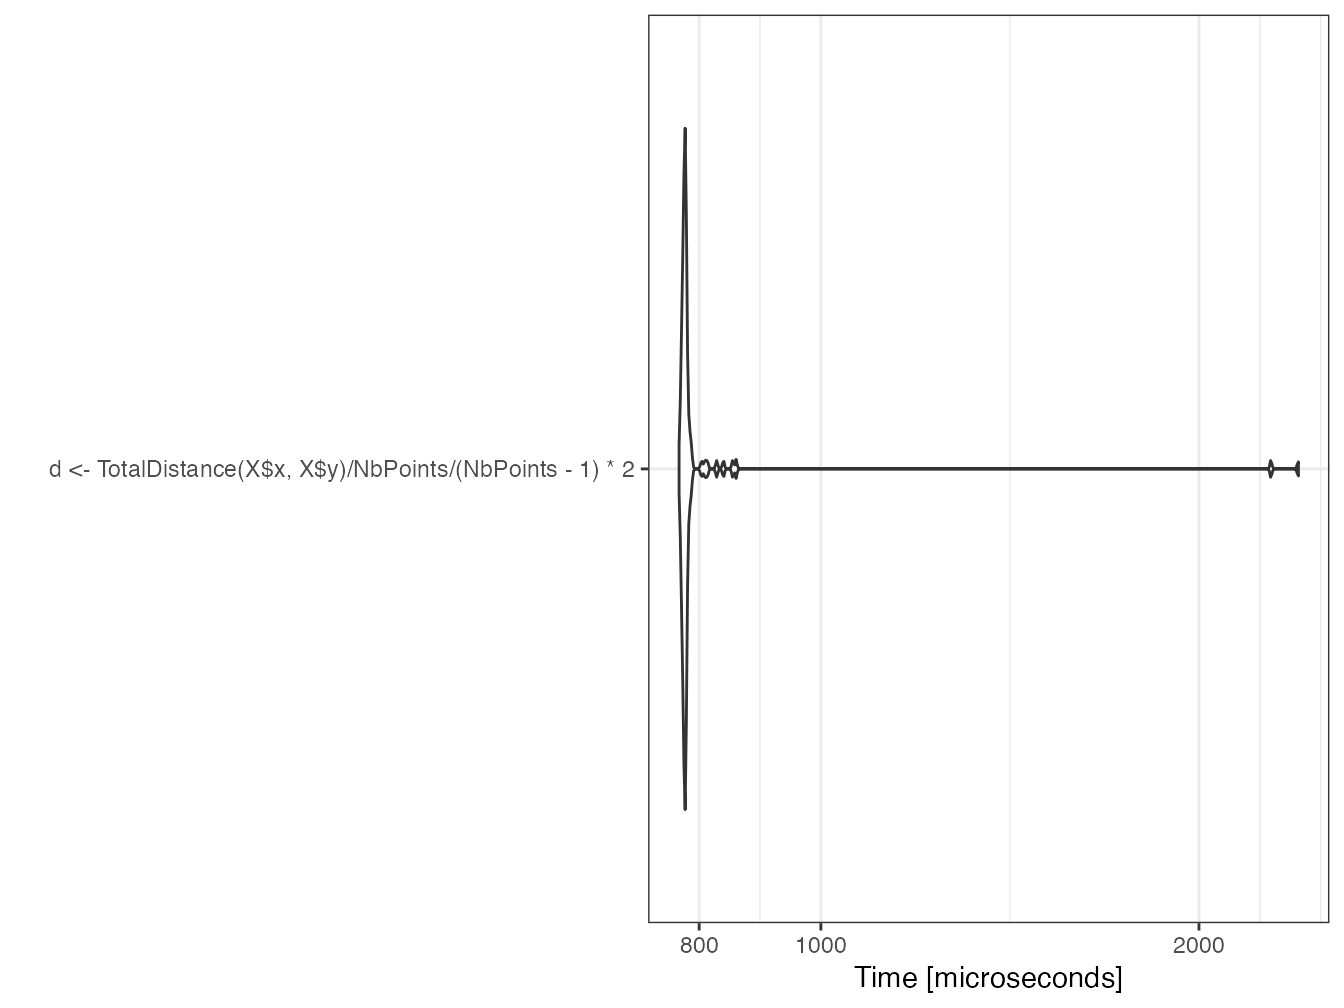 d <- TotalDistance(X$x, X$y)/NbPoints/(NbPoints - 1) * 2
800 1000 2000
Time [microseconds]